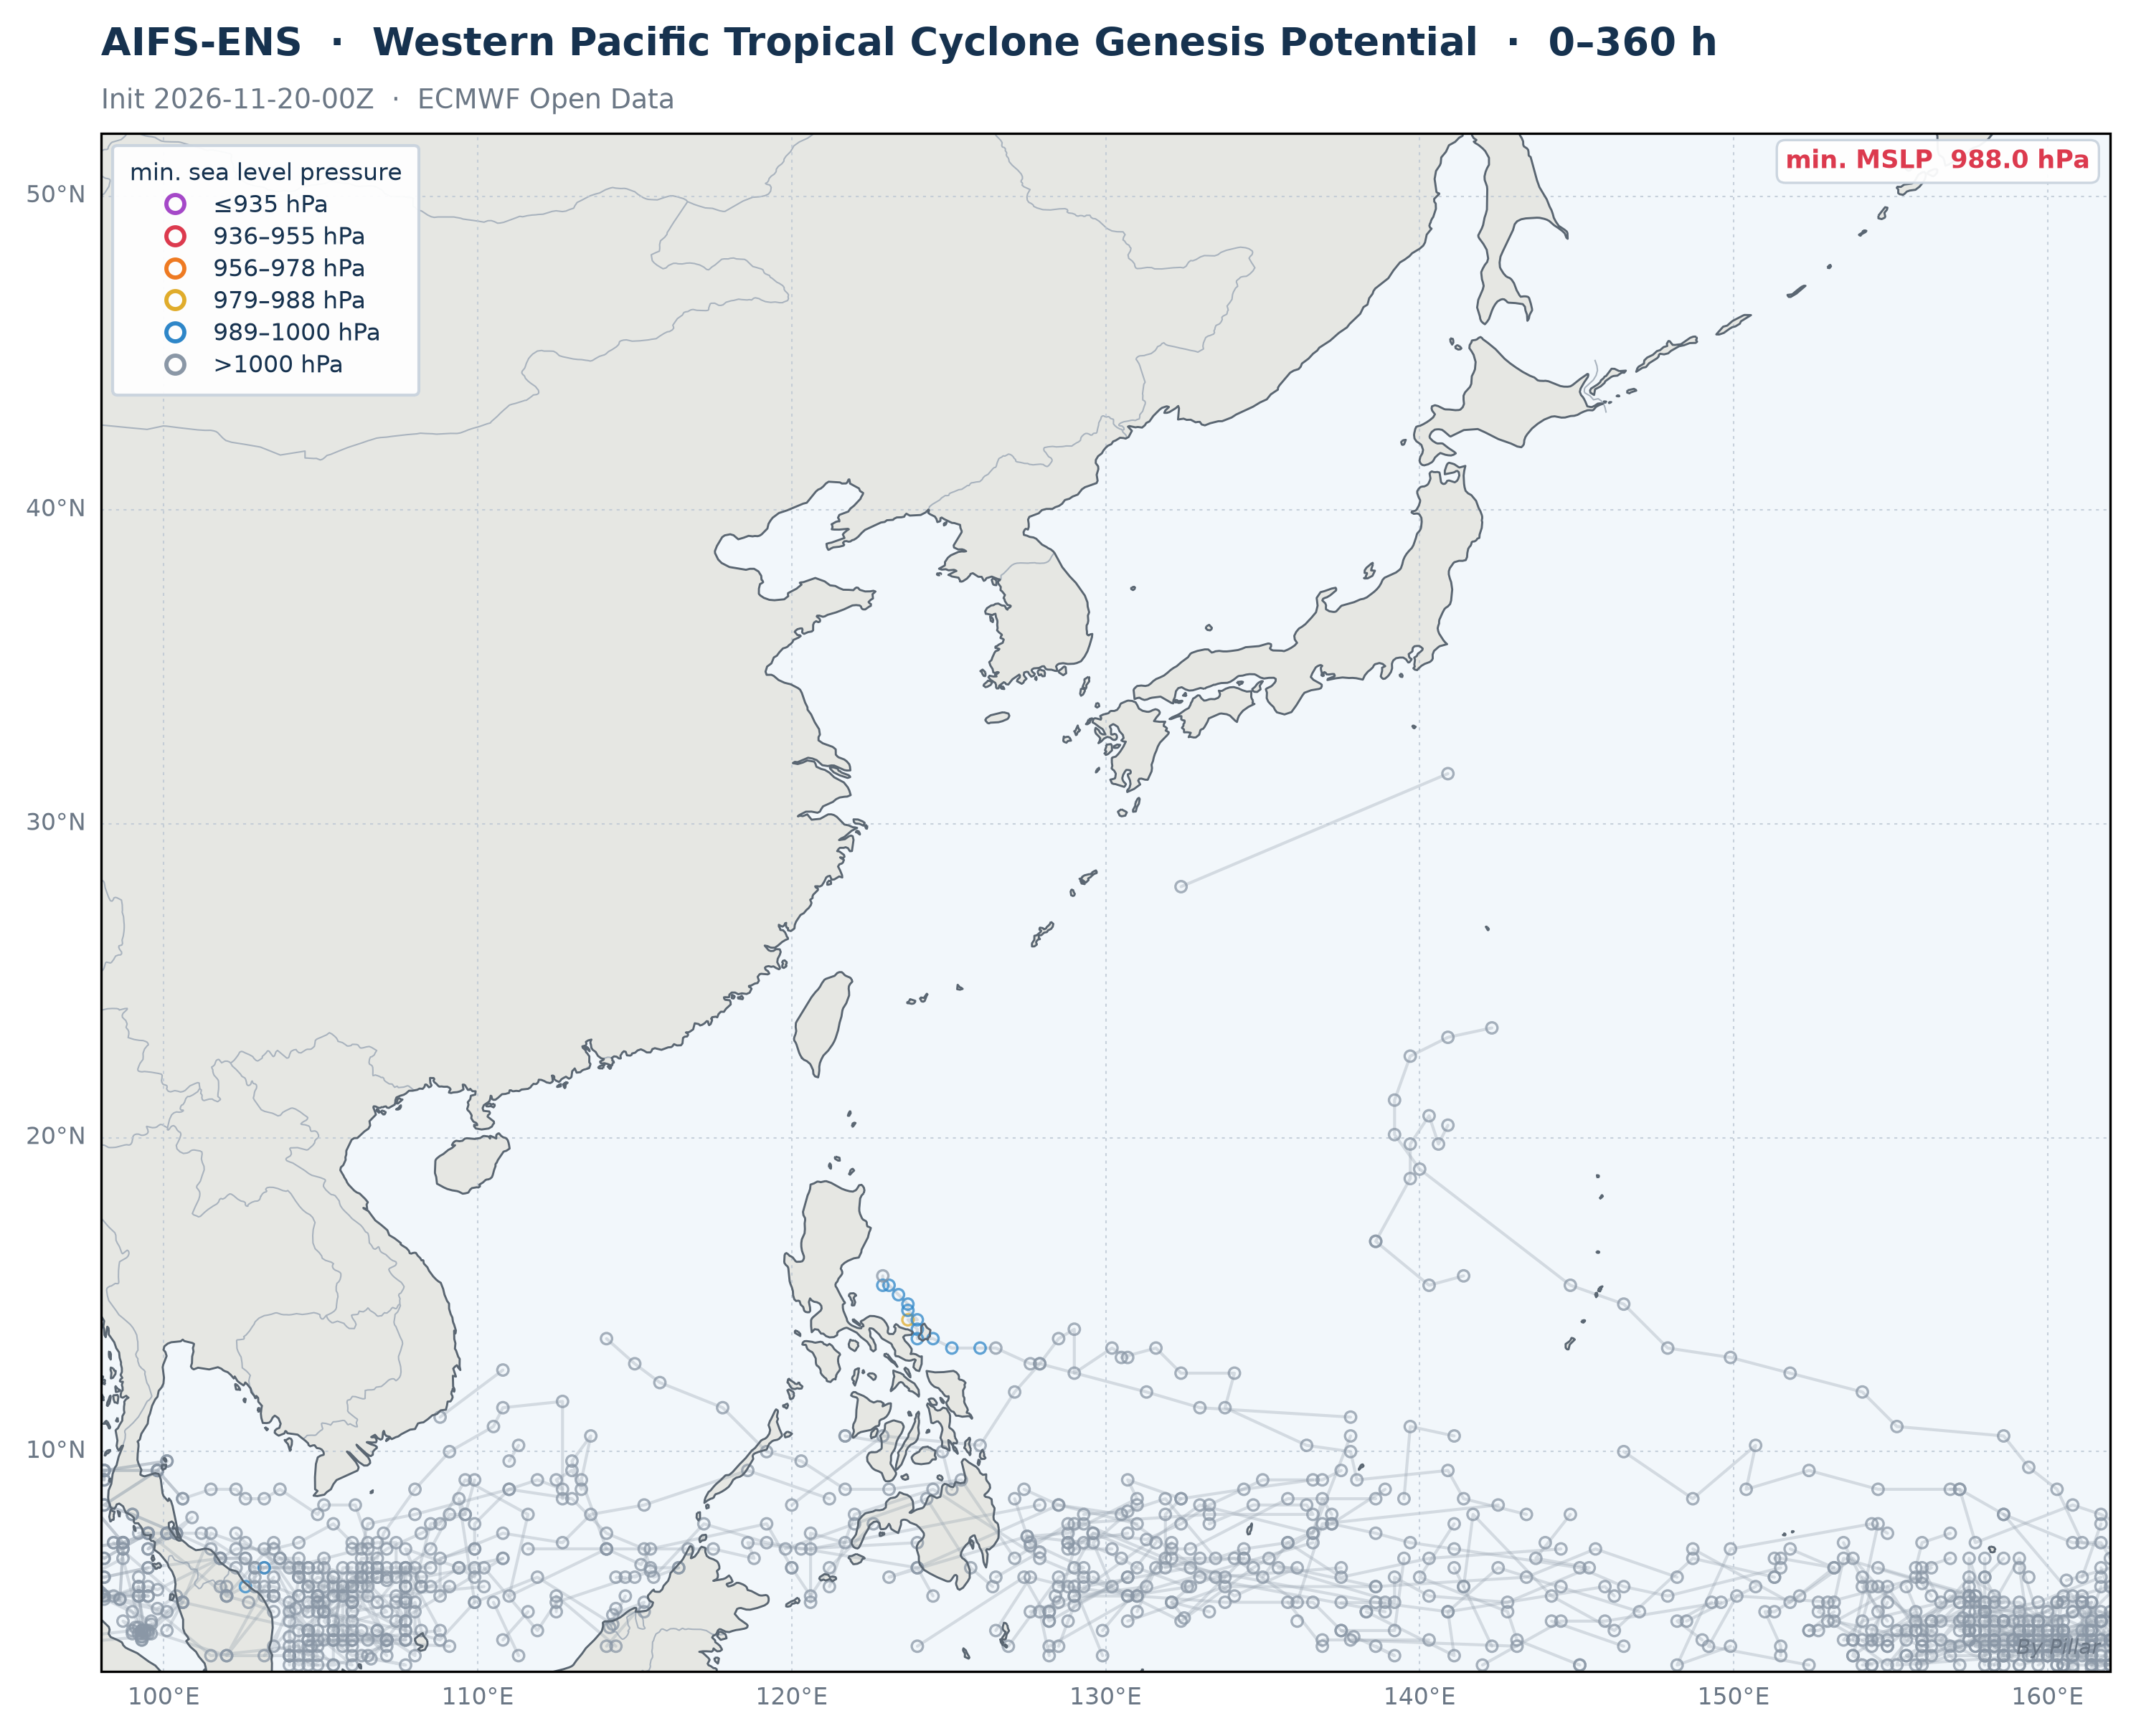 AIFS-ENS · Western Pacific Tropical Cyclone Genesis Potential · 0–360 h
Init 2026-11-20-00Z · ECMWF Open Data
min. sea level pressure
≤935 hPa
936–955 hPa
956–978 hPa
979–988 hPa
989–1000 hPa
>1000 hPa
min. MSLP 988.0 hPa
50°N
40°N
30°N
20°N
10°N
By Pillar
100°E
110°E
120°E
130°E
140°E
150°E
160°E